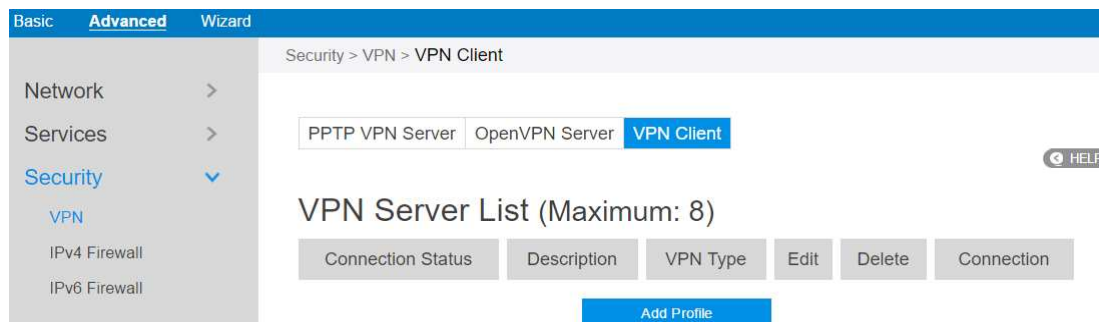 Basic Advanced Wizard
Security > VPN > VPN Client
Network >
Services >
Security
VPN
IPv4 Firewall
IPv6 Firewall
PPTP VPN Server OpenVPN Server VPN Client
HELP
VPN Server List (Maximum: 8)
Connection Status Description VPN Type Edit Delete Connection
Add Profile